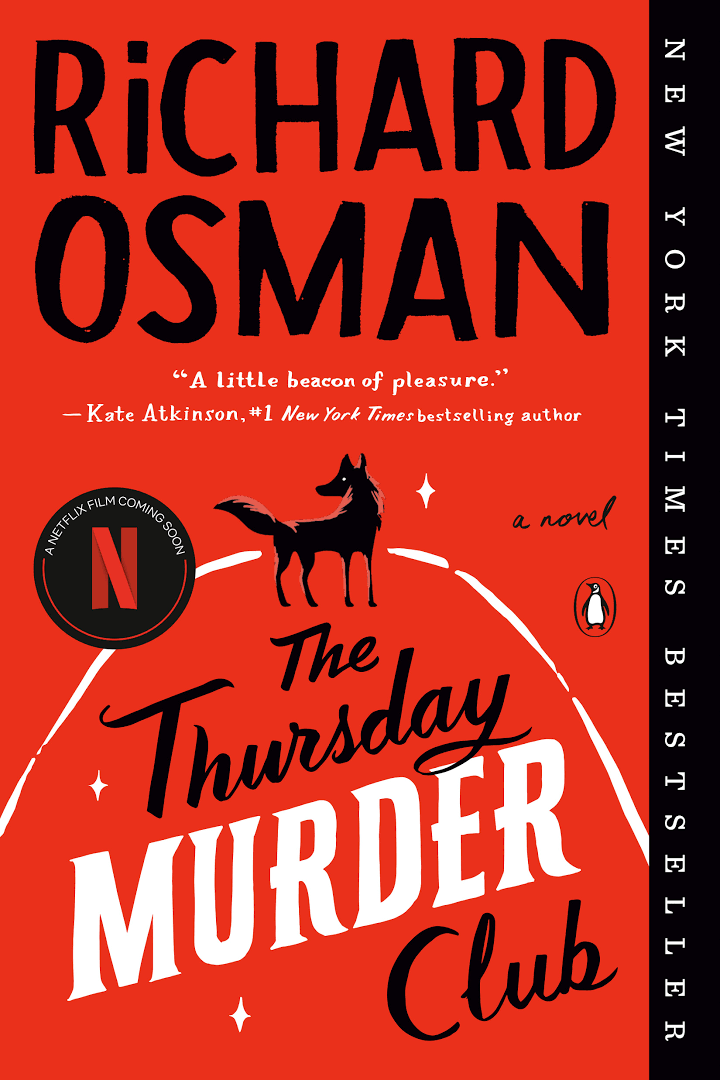 RiCHARD
OSMAN
“A little beacon of pleasure.”
—Kate Atkinson, #1 New York Times bestselling author
A NETFLIX FILM COMING SOON
N
a novel
The
Thursday
MURDER
Club
NEW YORK TIMES BESTSELLER